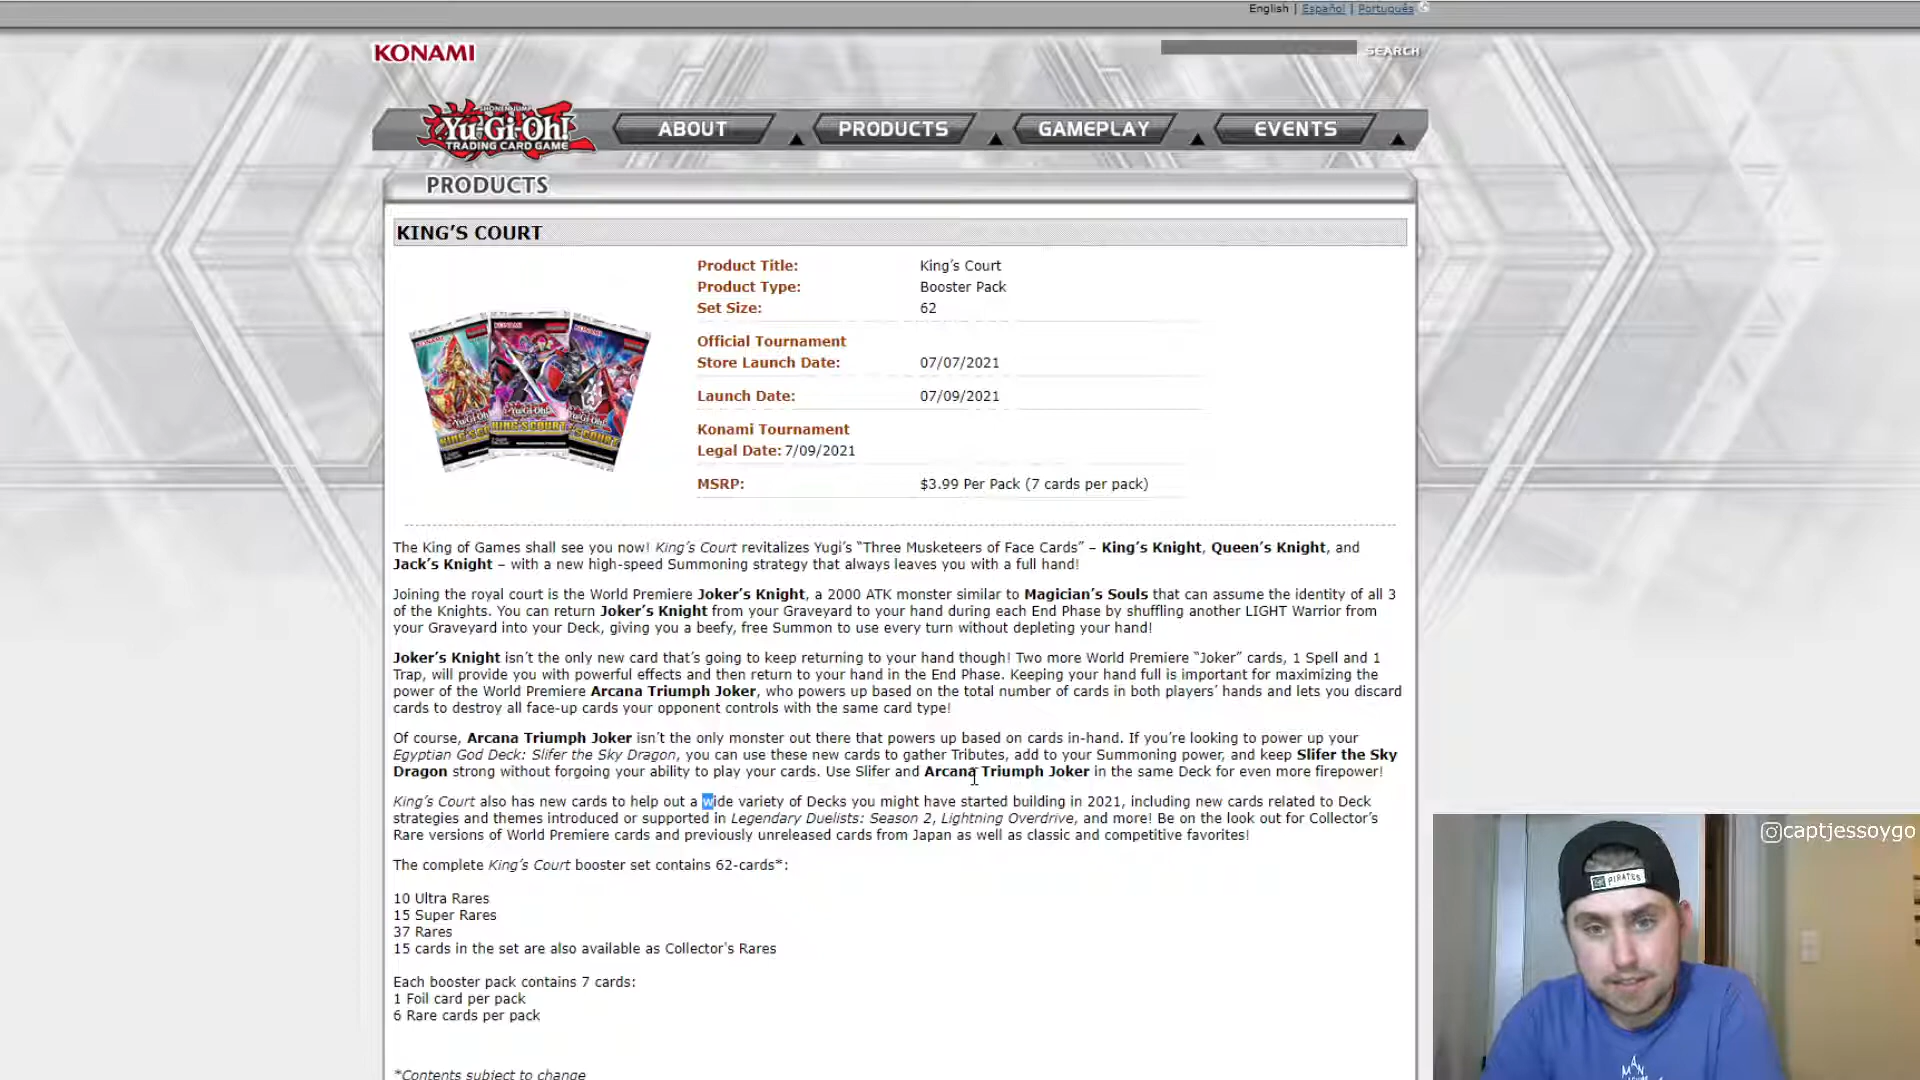 English | Español | Português
KONAMI
SEARCH
SHONEN JUMP
Yu-Gi-Oh!
TRADING CARD GAME
ABOUT
PRODUCTS
GAMEPLAY
EVENTS
PRODUCTS
KING'S COURT
Product Title: King's Court
Product Type: Booster Pack
Set Size: 62
Official Tournament
Store Launch Date: 07/07/2021
Launch Date: 07/09/2021
Konami Tournament
Legal Date: 7/09/2021
MSRP: $3.99 Per Pack (7 cards per pack)
KONAMI
Yu-Gi-Oh!
KING'S COURT
The King of Games shall see you now! King's Court revitalizes Yugi's “Three Musketeers of Face Cards” – King's Knight, Queen's Knight, and
Jack's Knight – with a new high-speed Summoning strategy that always leaves you with a full hand!
Joining the royal court is the World Premiere Joker's Knight, a 2000 ATK monster similar to Magician's Souls that can assume the identity of all 3
of the Knights. You can return Joker's Knight from your Graveyard to your hand during each End Phase by shuffling another LIGHT Warrior from
your Graveyard into your Deck, giving you a beefy, free Summon to use every turn without depleting your hand!
Joker's Knight isn't the only new card that's going to keep returning to your hand though! Two more World Premiere “Joker” cards, 1 Spell and 1
Trap, will provide you with powerful effects and then return to your hand in the End Phase. Keeping your hand full is important for maximizing the
power of the World Premiere Arcana Triumph Joker, who powers up based on the total number of cards in both players' hands and lets you discard
cards to destroy all face-up cards your opponent controls with the same card type!
Of course, Arcana Triumph Joker isn't the only monster out there that powers up based on cards in-hand. If you're looking to power up your
Egyptian God Deck: Slifer the Sky Dragon, you can use these new cards to gather Tributes, add to your Summoning power, and keep Slifer the Sky
Dragon strong without forgoing your ability to play your cards. Use Slifer and Arcana Triumph Joker in the same Deck for even more firepower!
King's Court also has new cards to help out a wide variety of Decks you might have started building in 2021, including new cards related to Deck
strategies and themes introduced or supported in Legendary Duelists: Season 2, Lightning Overdrive, and more! Be on the look out for Collector's
Rare versions of World Premiere cards and previously unreleased cards from Japan as well as classic and competitive favorites!
The complete King's Court booster set contains 62-cards*:
10 Ultra Rares
15 Super Rares
37 Rares
15 cards in the set are also available as Collector's Rares
Each booster pack contains 7 cards:
1 Foil card per pack
6 Rare cards per pack
*Contents subject to change
captjessoygo
PIRATES
MAN